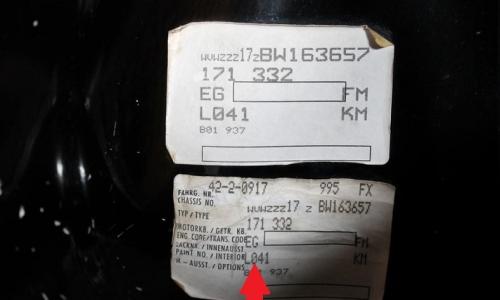 WVWZZZ17ZBW163657
171 332
EG FM
L041 KM
B01 937
42-2-0917 995 FX
FAHRG. NR.
CHASSIS NO. WVWZZZ17 Z BW163657
TYP / TYPE 171 332
MOTORKB. / GETR. KB.
ENG. CODE/TRANS. CODE EG FM
LACKNR. / INNENAUSST.
PAINT NO. / INTERIOR L041 KM
M - AUSST. / OPTIONS B01 937